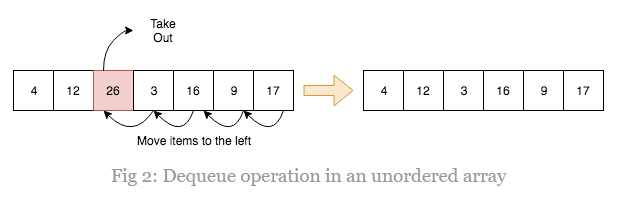 Take
Out
4 12 26 3 16 9 17
4 12 3 16 9 17
Move items to the left
Fig 2: Dequeue operation in an unordered array